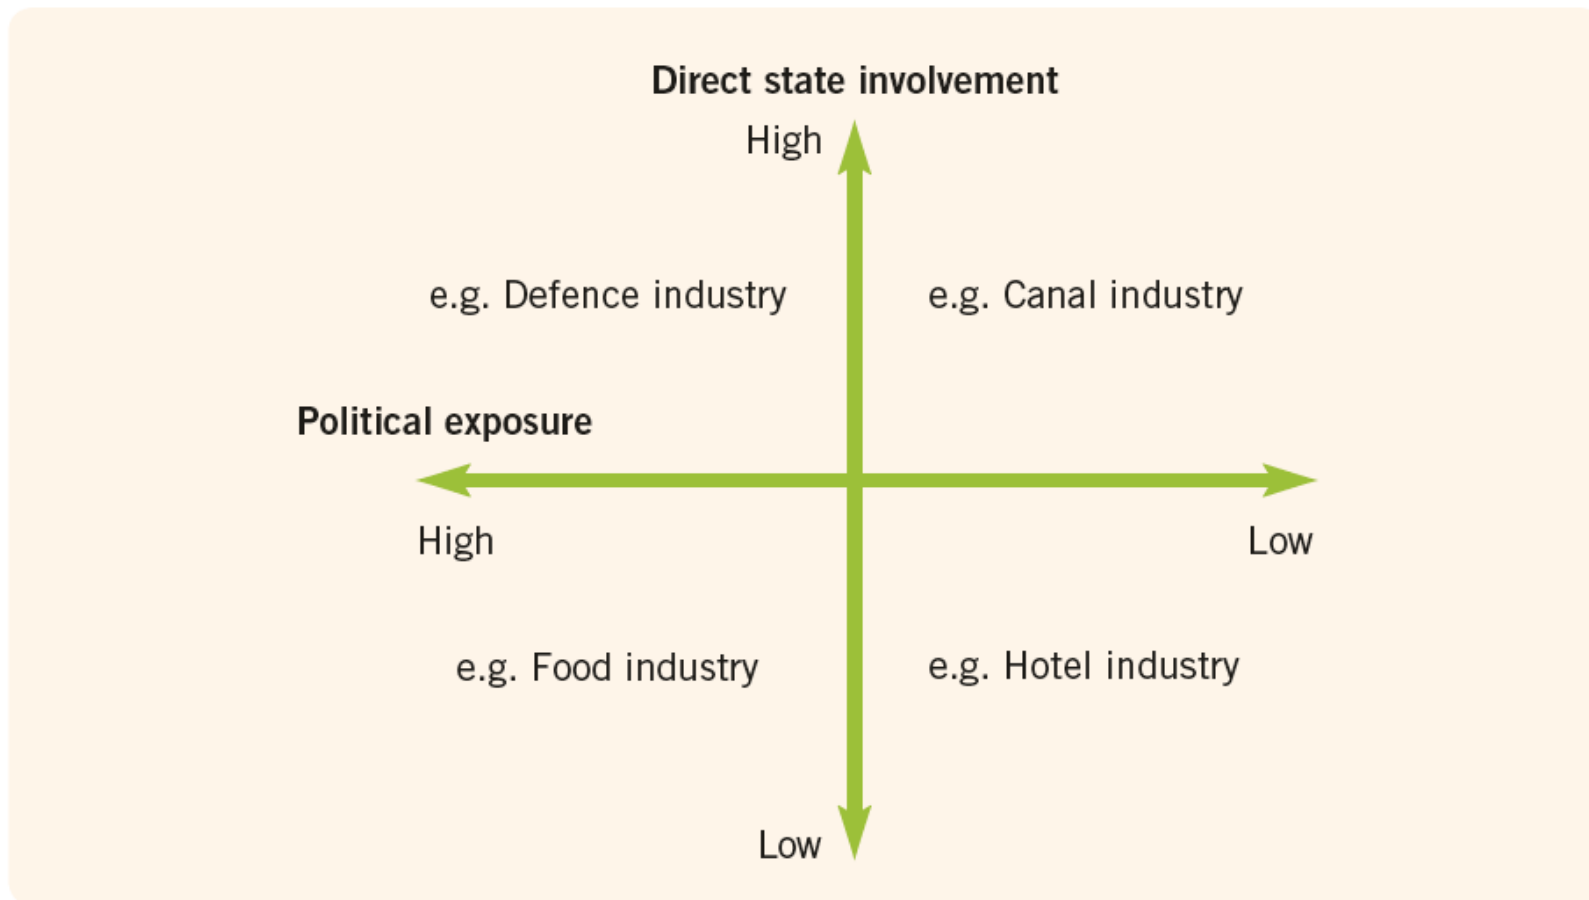 Direct state involvement
High
e.g. Defence industry
e.g. Canal industry
Political exposure
High
Low
e.g. Food industry
e.g. Hotel industry
Low